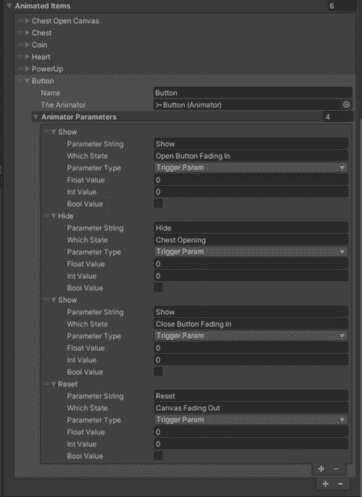 Animated Items 6
Chest Open Canvas
Chest
Coin
Heart
PowerUp
Button
Name Button
The Animator Button (Animator)
Animator Parameters 4
Show
Parameter String Show
Which State Open Button Fading In
Parameter Type Trigger Param
Float Value 0
Int Value 0
Bool Value
Hide
Parameter String Hide
Which State Chest Opening
Parameter Type Trigger Param
Float Value 0
Int Value 0
Bool Value
Show
Parameter String Show
Which State Close Button Fading In
Parameter Type Trigger Param
Float Value 0
Int Value 0
Bool Value
Reset
Parameter String Reset
Which State Canvas Fading Out
Parameter Type Trigger Param
Float Value 0
Int Value 0
Bool Value
+ −
+ −